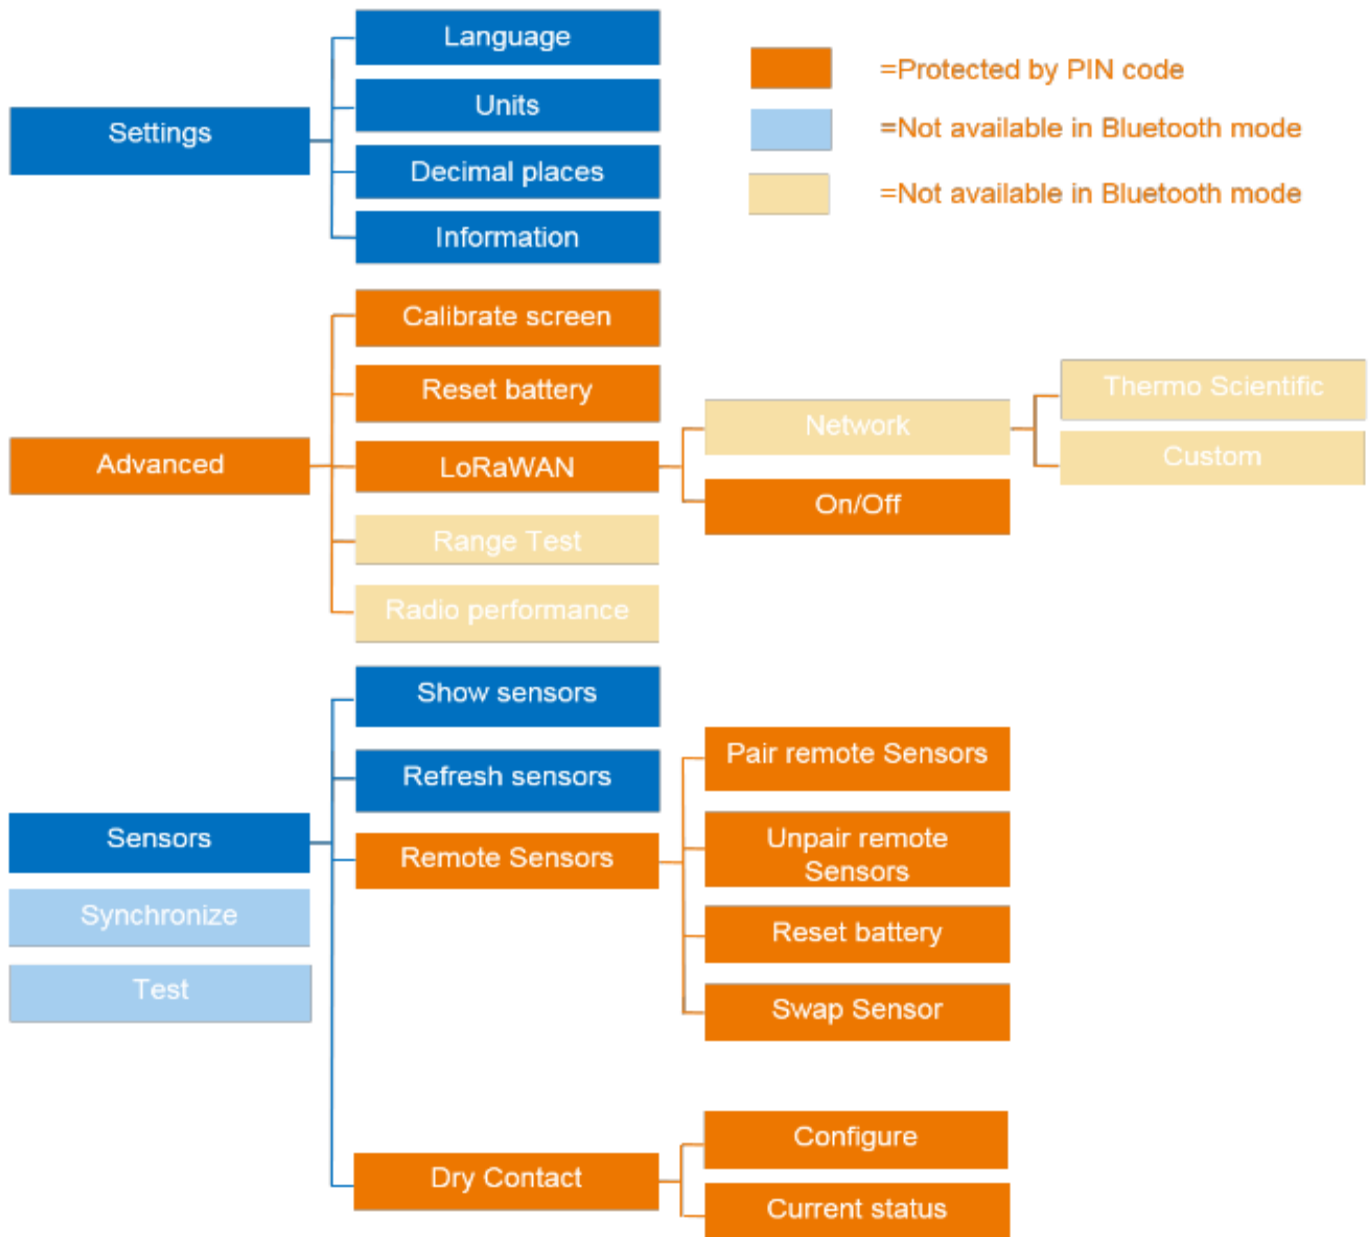 Language
Units
Settings
Decimal places
Information
=Protected by PIN code
=Not available in Bluetooth mode
=Not available in Bluetooth mode
Calibrate screen
Reset battery
Advanced
LoRaWAN
Range Test
Radio performance
Network
On/Off
Thermo Scientific
Custom
Show sensors
Refresh sensors
Sensors
Remote Sensors
Synchronize
Test
Pair remote Sensors
Unpair remote
Sensors
Reset battery
Swap Sensor
Dry Contact
Configure
Current status